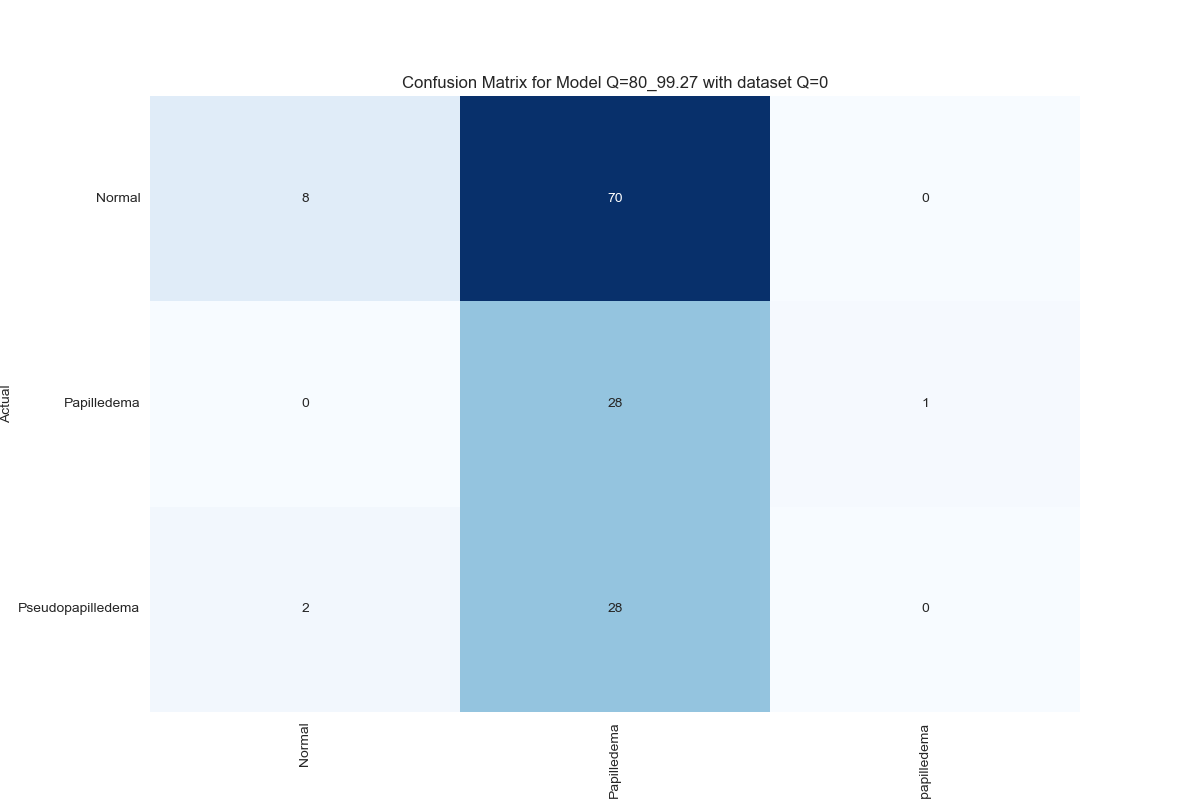 Confusion Matrix for Model Q=80_99.27 with dataset Q=0
Normal 8 70 0
Actual
Papilledema 0 28 1
Pseudopapilledema 2 28 0
Normal Papilledema papilledema